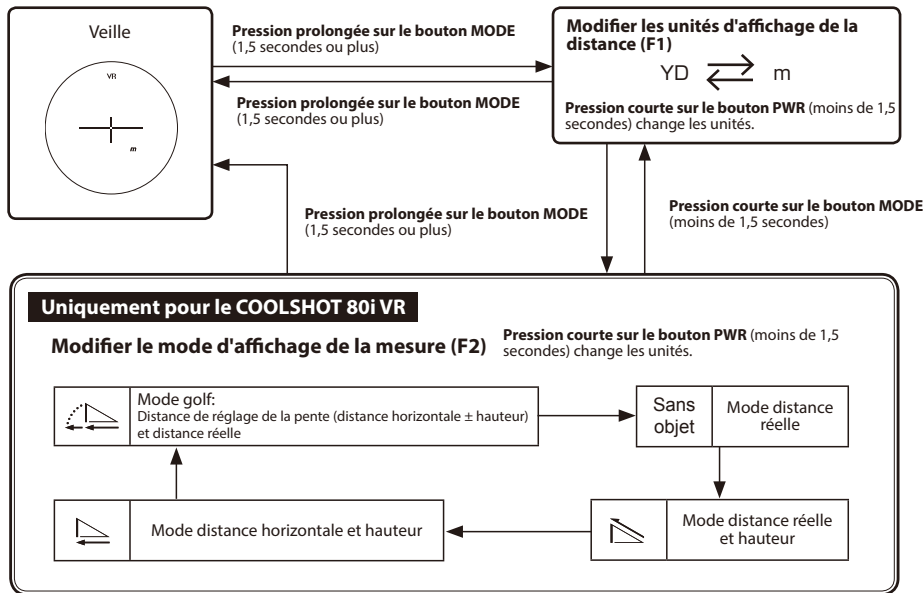 Veille
VR
m
Pression prolongée sur le bouton MODE
(1,5 secondes ou plus)
Pression prolongée sur le bouton MODE
(1,5 secondes ou plus)
Modifier les unités d'affichage de la
distance (F1)
YD m
Pression courte sur le bouton PWR (moins de 1,5
secondes) change les unités.
Pression prolongée sur le bouton MODE
(1,5 secondes ou plus)
Pression courte sur le bouton MODE
(moins de 1,5 secondes)
Uniquement pour le COOLSHOT 80i VR
Modifier le mode d'affichage de la mesure (F2)
Pression courte sur le bouton PWR (moins de 1,5
secondes) change les unités.
Mode golf:
Distance de réglage de la pente (distance horizontale ± hauteur)
et distance réelle
Sans
objet
Mode distance
réelle
Mode distance horizontale et hauteur
Mode distance réelle
et hauteur